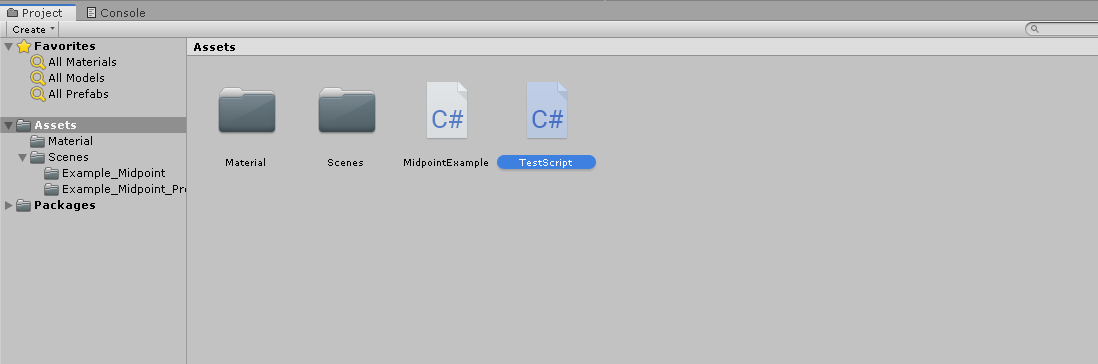 Project
Console
Create
Favorites
All Materials
All Models
All Prefabs
Assets
Material
Scenes
Example_Midpoint
Example_Midpoint_Pr
Packages
Assets
C#
C#
Material
Scenes
MidpointExample
TestScript